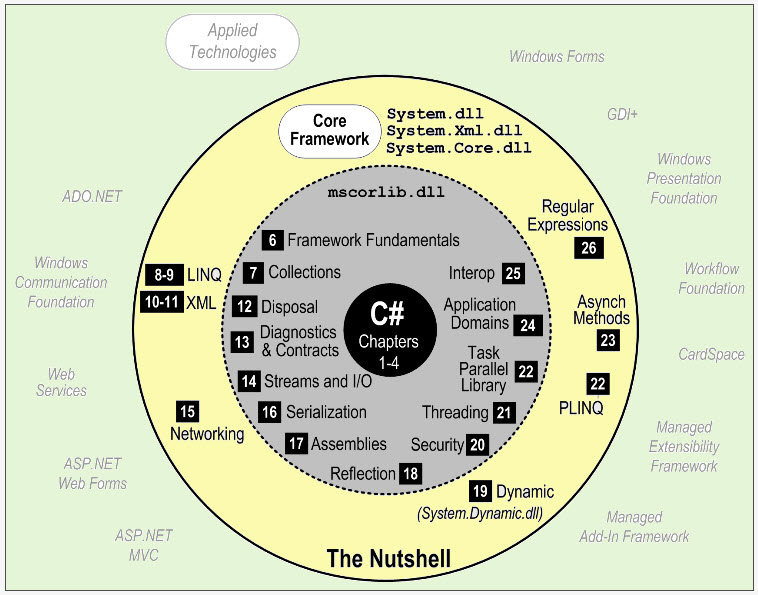 Applied
Technologies
Windows Forms
GDI+
Windows
Presentation
Foundation
Workflow
Foundation
CardSpace
Managed
Extensibility
Framework
Managed
Add-In Framework
ADO.NET
Windows
Communication
Foundation
Web
Services
ASP.NET
Web Forms
ASP.NET
MVC
Core
Framework
System.dll
System.Xml.dll
System.Core.dll
Regular
Expressions
26
Asynch
Methods
23
22
PLINQ
8-9 LINQ
10-11 XML
15
Networking
19 Dynamic
(System.Dynamic.dll)
The Nutshell
mscorlib.dll
6 Framework Fundamentals
7 Collections
12 Disposal
13 Diagnostics
& Contracts
14 Streams and I/O
16 Serialization
17 Assemblies
Reflection 18
Interop 25
Application
Domains 24
Task
Parallel 22
Library
Threading 21
Security 20
C#
Chapters
1-4